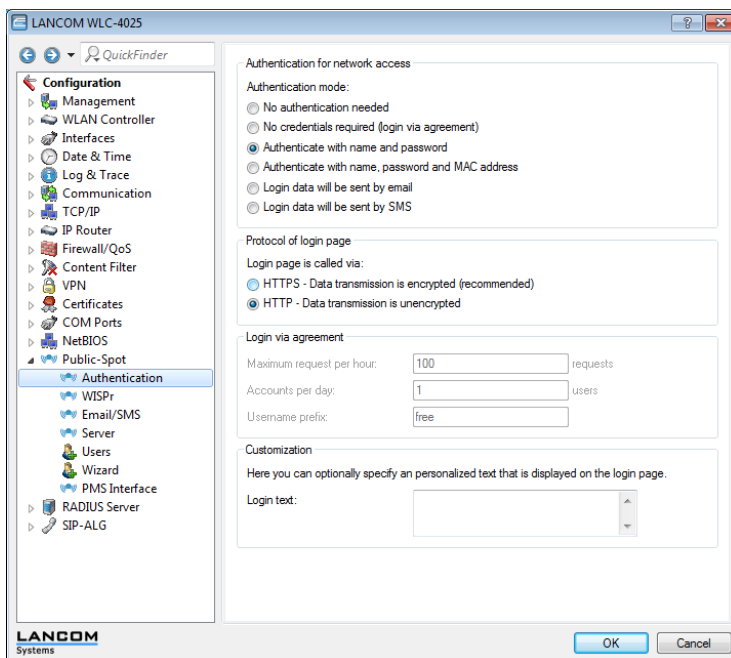 LANCOM WLC-4025
QuickFinder
Configuration
Management
WLAN Controller
Interfaces
Date & Time
Log & Trace
Communication
TCP/IP
IP Router
Firewall/QoS
Content Filter
VPN
Certificates
COM Ports
NetBIOS
Public-Spot
Authentication
WISPr
Email/SMS
Server
Users
Wizard
PMS Interface
RADIUS Server
SIP-ALG
Authentication for network access
Authentication mode:
No authentication needed
No credentials required (login via agreement)
Authenticate with name and password
Authenticate with name, password and MAC address
Login data will be sent by email
Login data will be sent by SMS
Protocol of login page
Login page is called via:
HTTPS - Data transmission is encrypted (recommended)
HTTP - Data transmission is unencrypted
Login via agreement
Maximum request per hour: 100 requests
Accounts per day: 1 users
Username prefix: free
Customization
Here you can optionally specify an personalized text that is displayed on the login page.
Login text:
LANCOM
Systems
OK Cancel